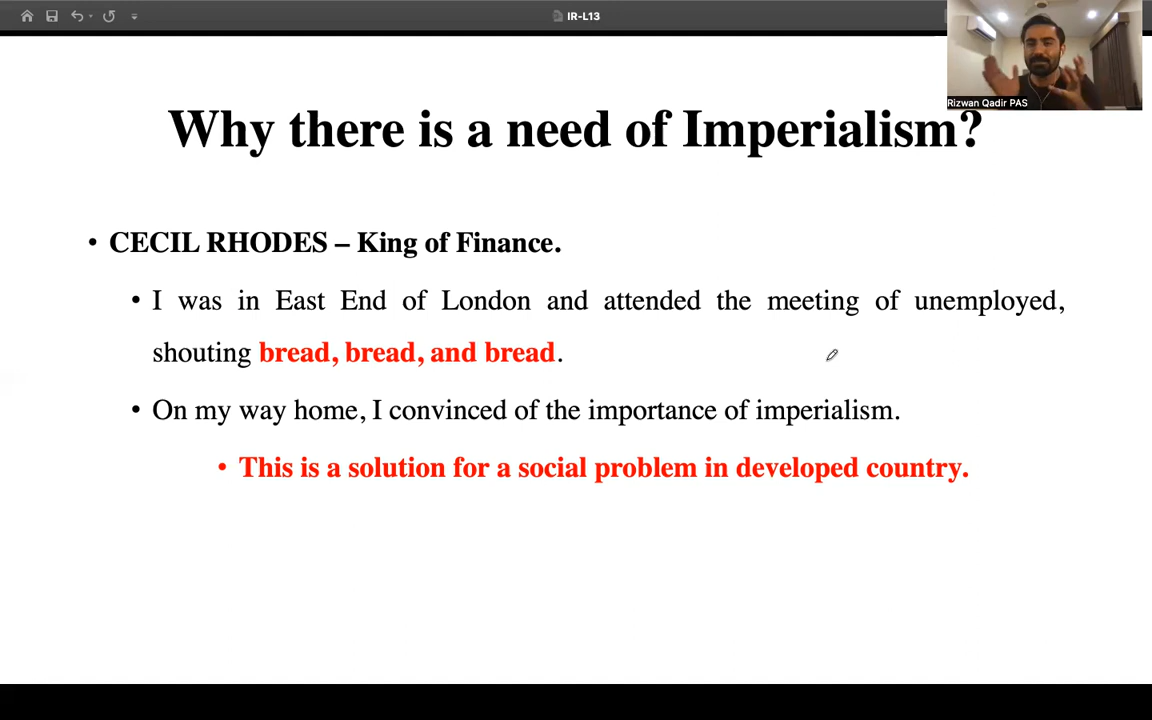 IR-L13
Rizwan Qadir PAS
Why there is a need of Imperialism?
• CECIL RHODES – King of Finance.
• I was in East End of London and attended the meeting of unemployed,
shouting bread, bread, and bread.
• On my way home, I convinced of the importance of imperialism.
• This is a solution for a social problem in developed country.